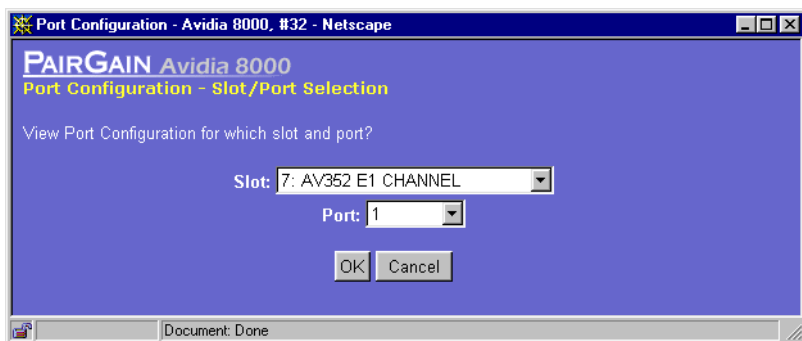 Port Configuration - Avidia 8000, #32 - Netscape
PAIRGAIN Avidia 8000
Port Configuration - Slot/Port Selection
View Port Configuration for which slot and port?
Slot: 7: AV352 E1 CHANNEL
Port: 1
OK Cancel
Document: Done